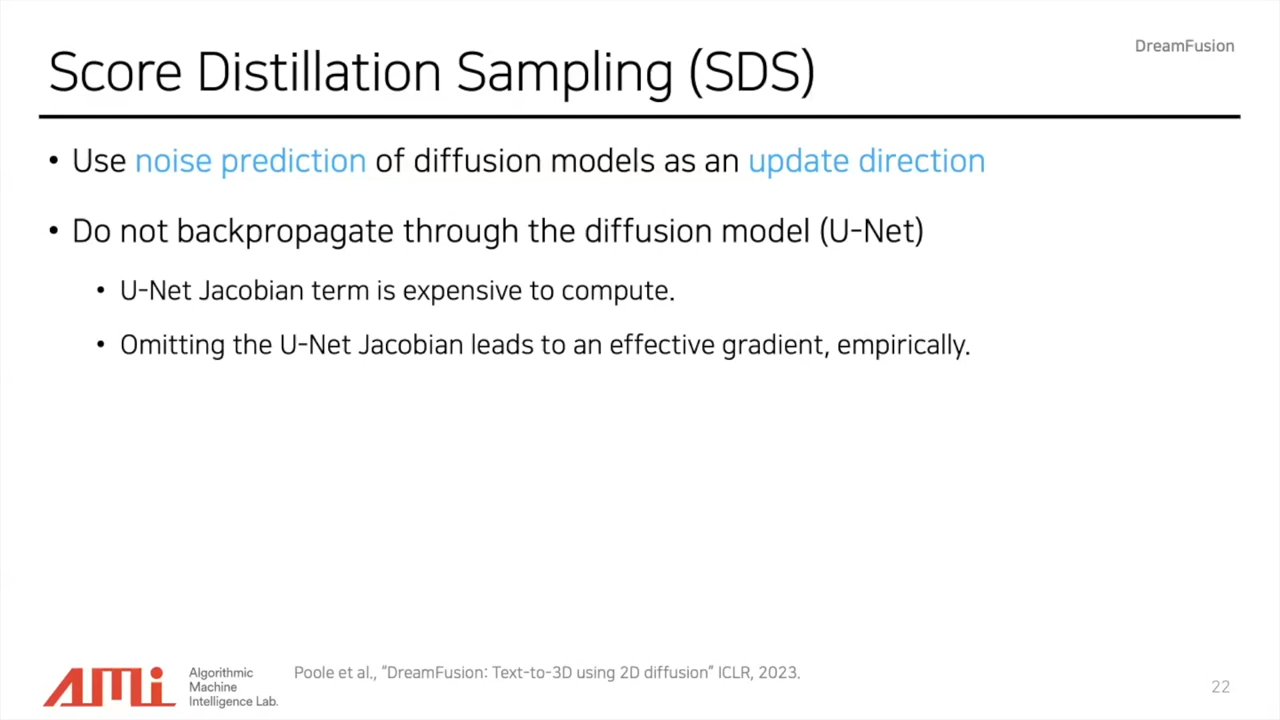 DreamFusion
Score Distillation Sampling (SDS)
• Use noise prediction of diffusion models as an update direction
• Do not backpropagate through the diffusion model (U-Net)
• U-Net Jacobian term is expensive to compute.
• Omitting the U-Net Jacobian leads to an effective gradient, empirically.
AMi
Algorithmic
Machine
Intelligence Lab.
Poole et al., “DreamFusion: Text-to-3D using 2D diffusion” ICLR, 2023.
22